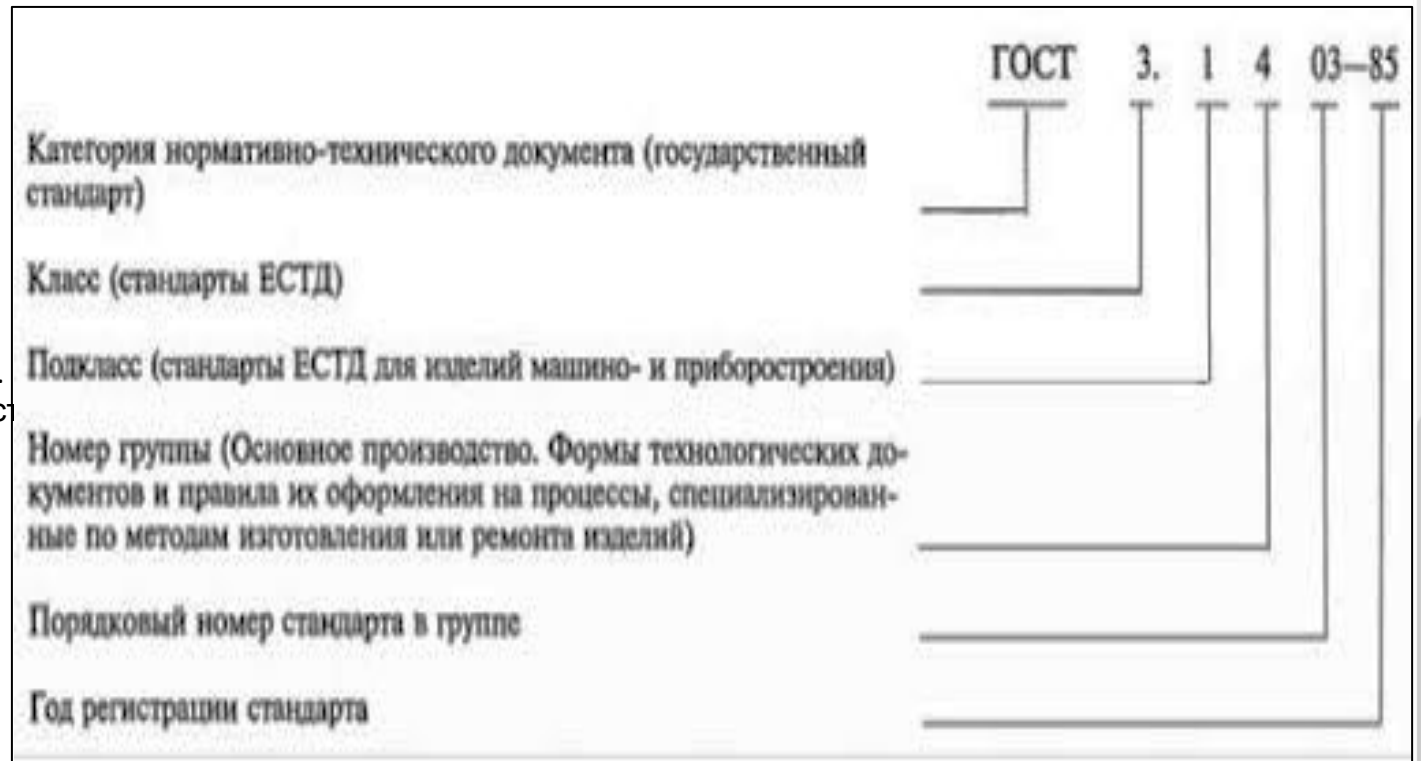 ГОСТ 3. 1 4 03—85
Категория нормативно-технического документа (государственный
стандарт)
Класс (стандарты ЕСТД)
Подкласс (стандарты ЕСТД для изделий машино- и приборостроения)
Номер группы (Основное производство. Формы технологических до-
кументов и правила их оформления на процессы, специализирован-
ные по методам изготовления или ремонта изделий)
Порядковый номер стандарта в группе
Год регистрации стандарта